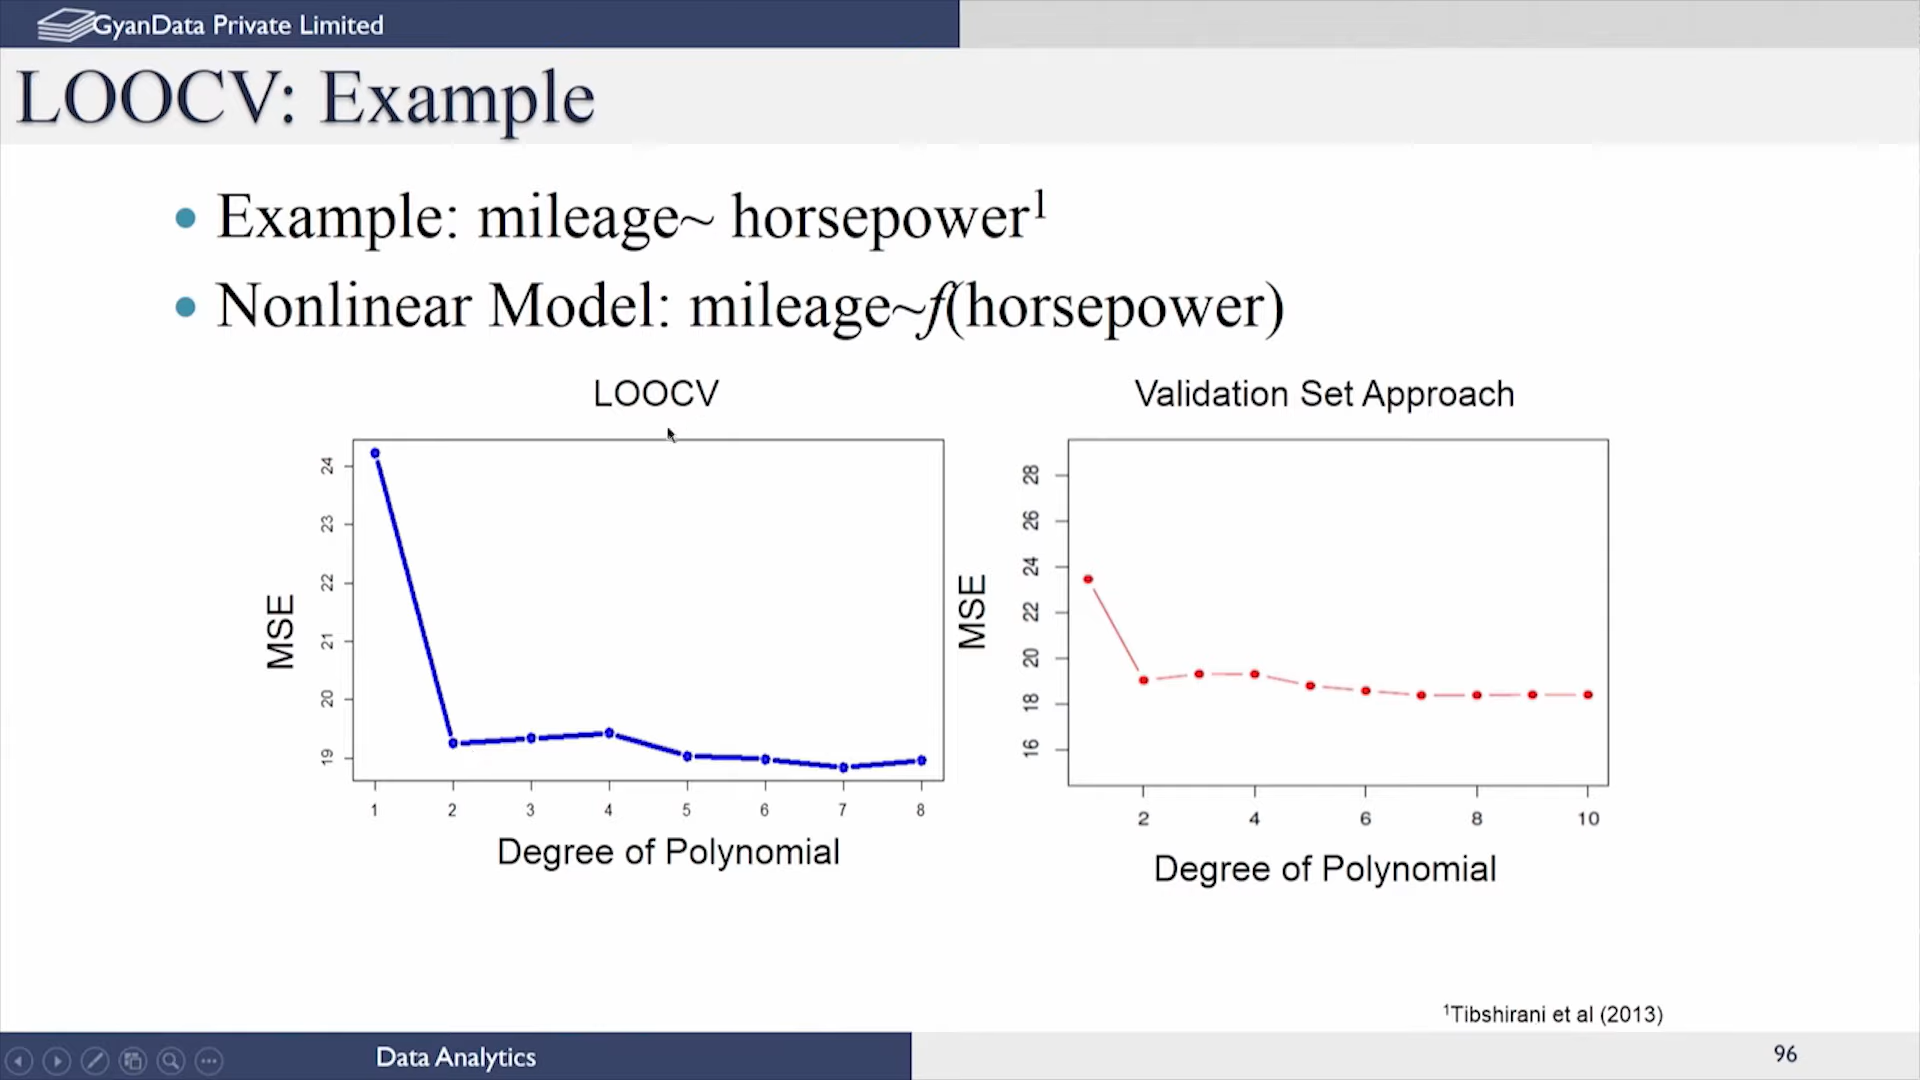 GyanData Private Limited
LOOCV: Example
• Example: mileage~ horsepower¹
• Nonlinear Model: mileage~f(horsepower)
LOOCV
MSE
24
23
22
21
20
19
1 2 3 4 5 6 7 8
Degree of Polynomial
Validation Set Approach
MSE
28
26
24
22
20
18
16
2 4 6 8 10
Degree of Polynomial
¹Tibshirani et al (2013)
Data Analytics
96